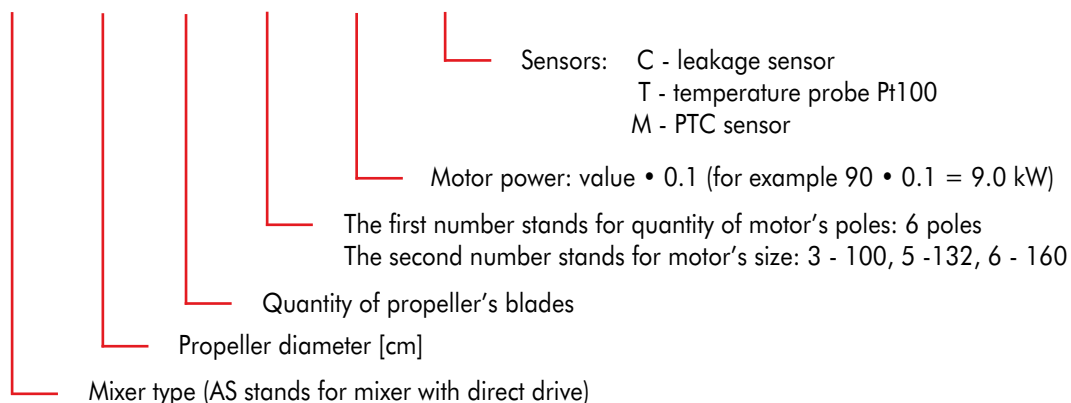 Sensors: C - leakage sensor
T - temperature probe Pt100
M - PTC sensor
Motor power: value • 0.1 (for example 90 • 0.1 = 9.0 kW)
The first number stands for quantity of motor's poles: 6 poles
The second number stands for motor's size: 3 - 100, 5 -132, 6 - 160
Quantity of propeller's blades
Propeller diameter [cm]
Mixer type (AS stands for mixer with direct drive)